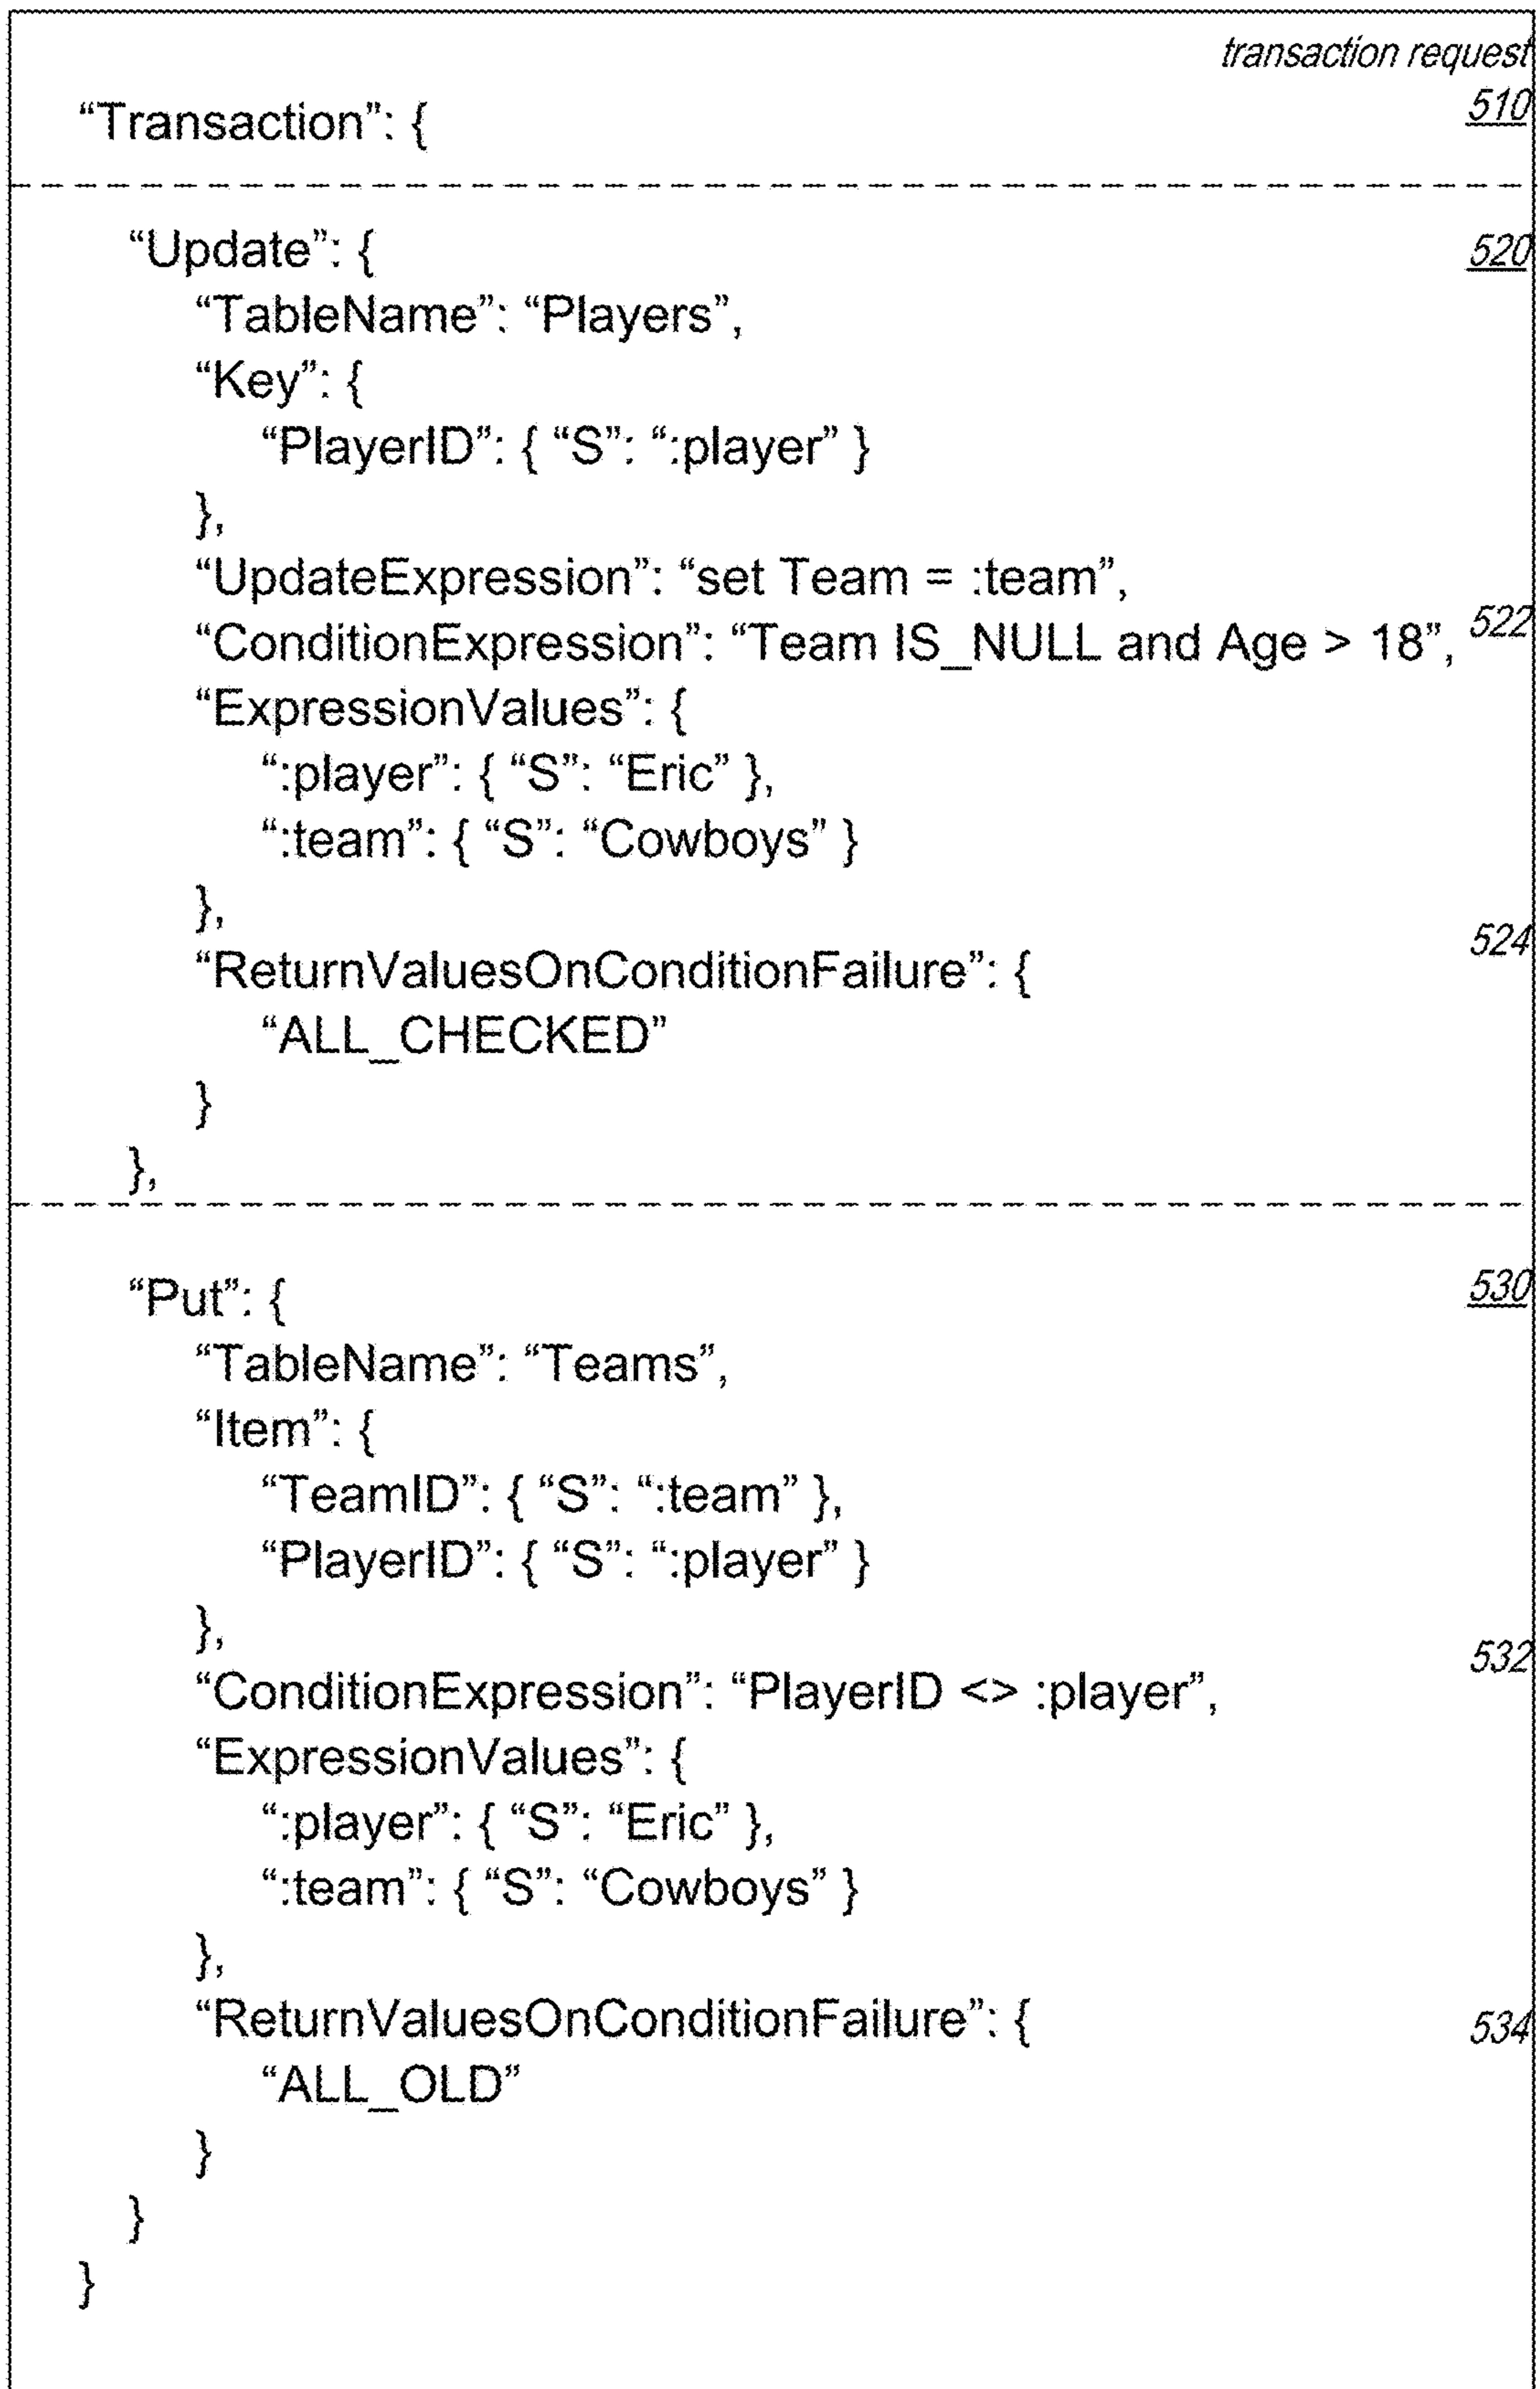 transaction request
“Transaction”: {
510
“Update”: {
520
“TableName”: “Players”,
“Key”: {
“PlayerID”: { “S”: “:player” }
},
“UpdateExpression”: “set Team = :team”,
“ConditionExpression”: “Team IS_NULL and Age > 18”,
522
“ExpressionValues”: {
“:player”: { “S”: “Eric” },
“:team”: { “S”: “Cowboys” }
},
“ReturnValuesOnConditionFailure”: {
524
“ALL_CHECKED”
}
},
“Put”: {
530
“TableName”: “Teams”,
“Item”: {
“TeamID”: { “S”: “:team” },
“PlayerID”: { “S”: “:player” }
},
“ConditionExpression”: “PlayerID <> :player”,
532
“ExpressionValues”: {
“:player”: { “S”: “Eric” },
“:team”: { “S”: “Cowboys” }
},
“ReturnValuesOnConditionFailure”: {
534
“ALL_OLD”
}
}
}